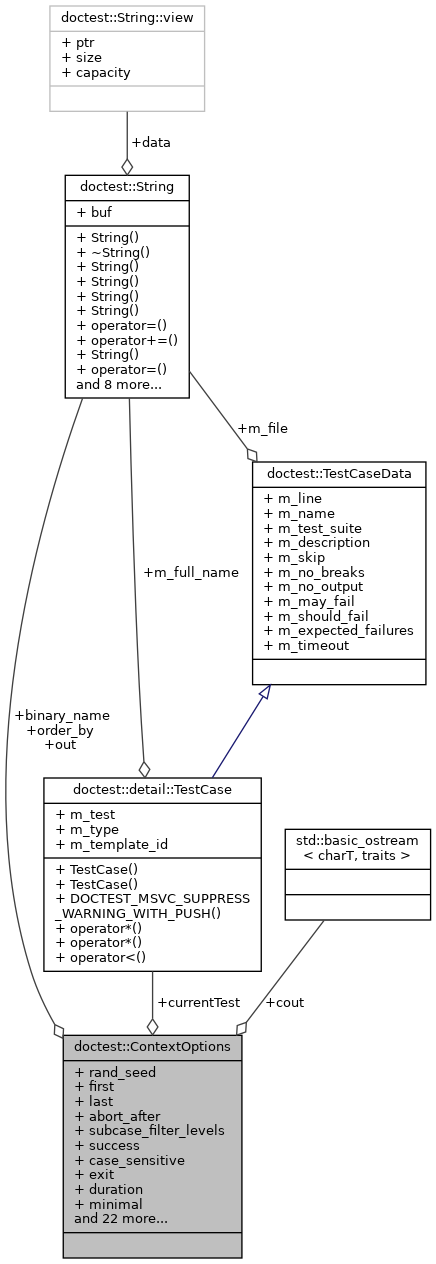 doctest::String::view
+ ptr
+ size
+ capacity
+data
doctest::String
+ buf
+ String()
+ ~String()
+ String()
+ String()
+ String()
+ String()
+ operator=()
+ operator+=()
+ String()
+ operator=()
and 8 more...
+m_file
doctest::TestCaseData
+ m_line
+ m_name
+ m_test_suite
+ m_description
+ m_skip
+ m_no_breaks
+ m_no_output
+ m_may_fail
+ m_should_fail
+ m_expected_failures
+ m_timeout
+m_full_name
+binary_name
+order_by
+out
doctest::detail::TestCase
+ m_test
+ m_type
+ m_template_id
+ TestCase()
+ TestCase()
+ DOCTEST_MSVC_SUPPRESS
_WARNING_WITH_PUSH()
+ operator*()
+ operator*()
+ operator<()
std::basic_ostream
< charT, traits >
+currentTest
+cout
doctest::ContextOptions
+ rand_seed
+ first
+ last
+ abort_after
+ subcase_filter_levels
+ success
+ case_sensitive
+ exit
+ duration
+ minimal
and 22 more...